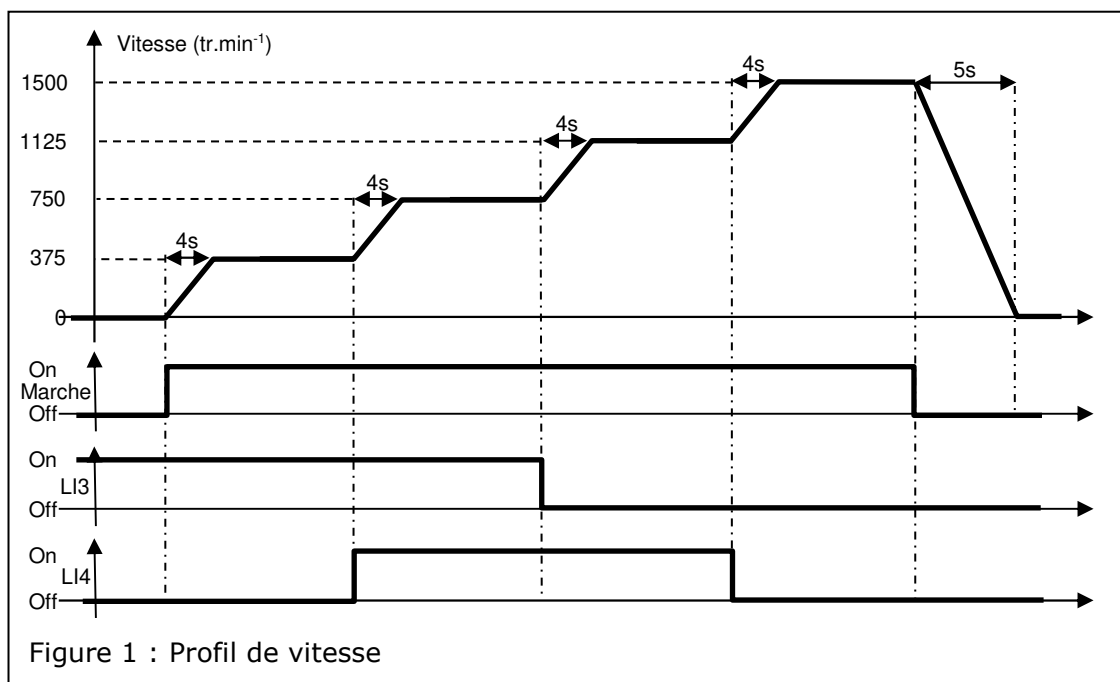 Vitesse (tr.min⁻¹)
1500
4s
5s
1125
4s
750
4s
375
4s
0
On
Marche
Off
On
LI3
Off
On
LI4
Off
Figure 1 : Profil de vitesse